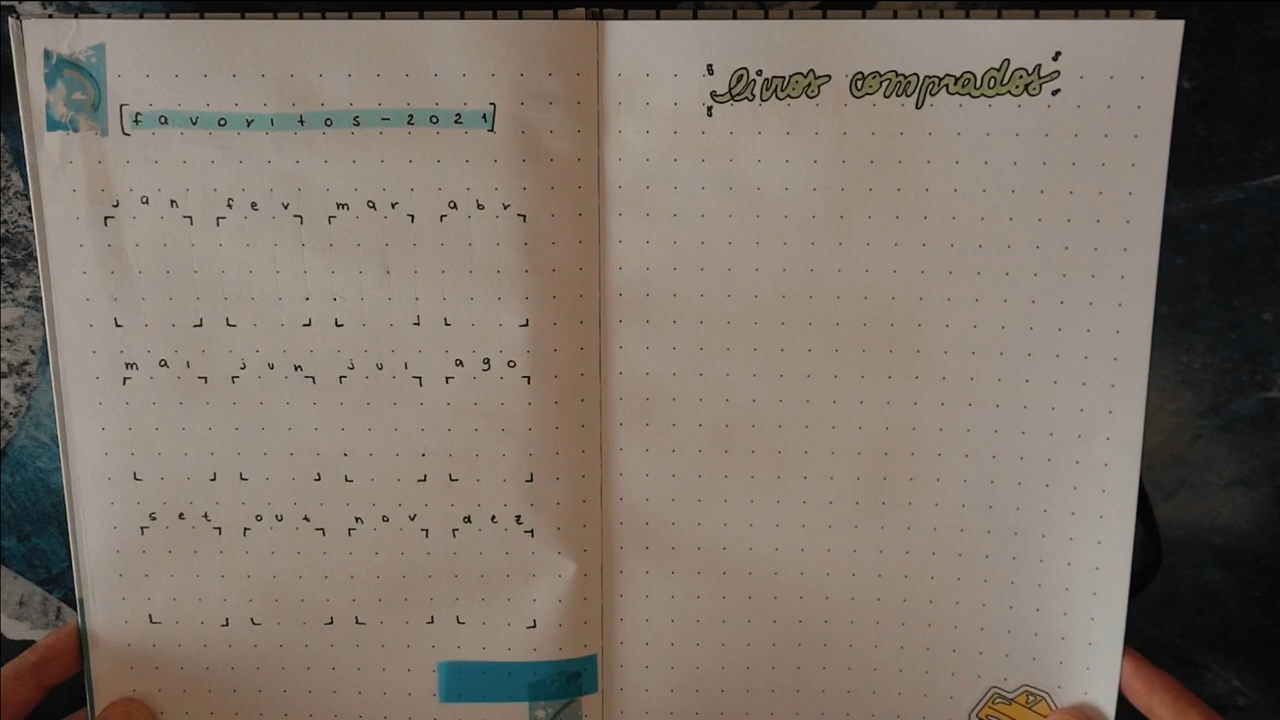 [favoritos-2021]
jan fev mar abr
mai jun jul ago
set out nov dez
livros comprados